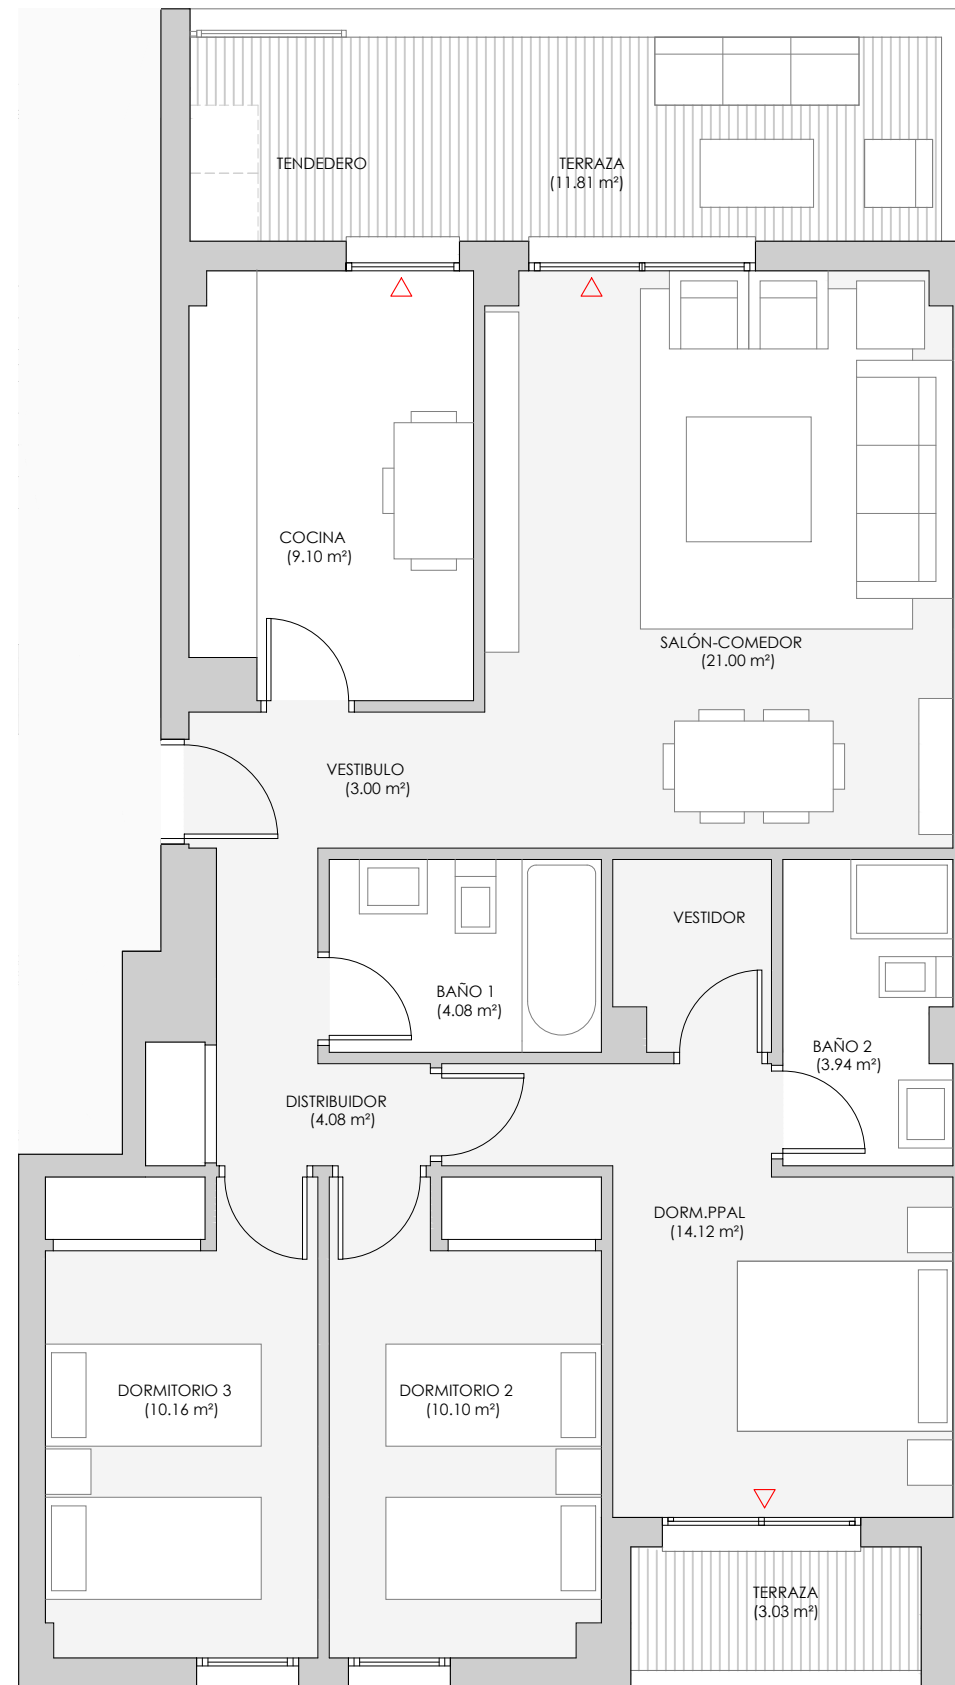 TENDEDERO
TERRAZA
(11.81 m²)
COCINA
(9.10 m²)
SALÓN-COMEDOR
(21.00 m²)
VESTIBULO
(3.00 m²)
VESTIDOR
BAÑO 1
(4.08 m²)
BAÑO 2
(3.94 m²)
DISTRIBUIDOR
(4.08 m²)
DORM.PPAL
(14.12 m²)
DORMITORIO 3
(10.16 m²)
DORMITORIO 2
(10.10 m²)
TERRAZA
(3.03 m²)